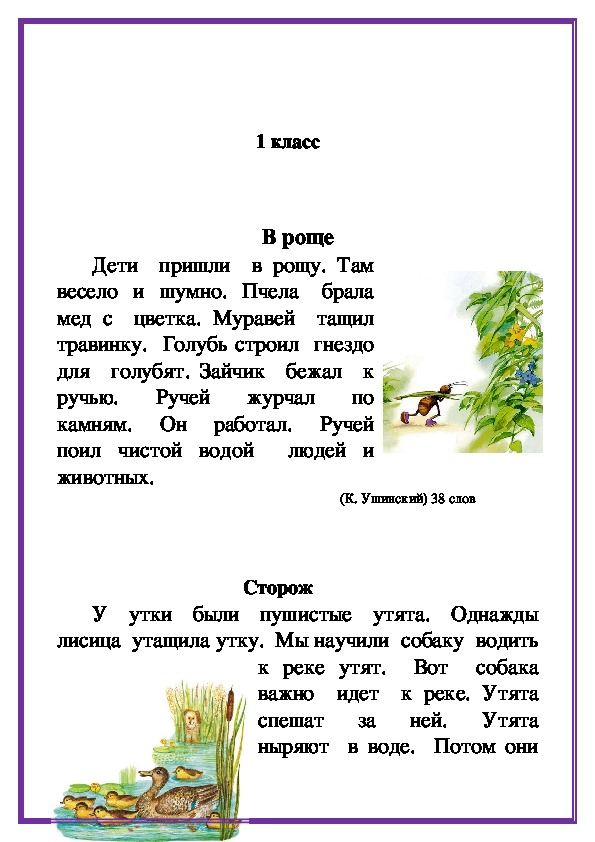 1 класс
В роще
Дети пришли в рощу. Там
весело и шумно. Пчела брала
мед с цветка. Муравей тащил
травинку. Голубь строил гнездо
для голубят. Зайчик бежал к
ручью. Ручей журчал по
камням. Он работал. Ручей
поил чистой водой людей и
животных.
(К. Ушинский) 38 слов
Сторож
У утки были пушистые утята. Однажды
лисица утащила утку. Мы научили собаку водить
к реке утят. Вот собака
важно идет к реке. Утята
спешат за ней. Утята
ныряют в воде. Потом они